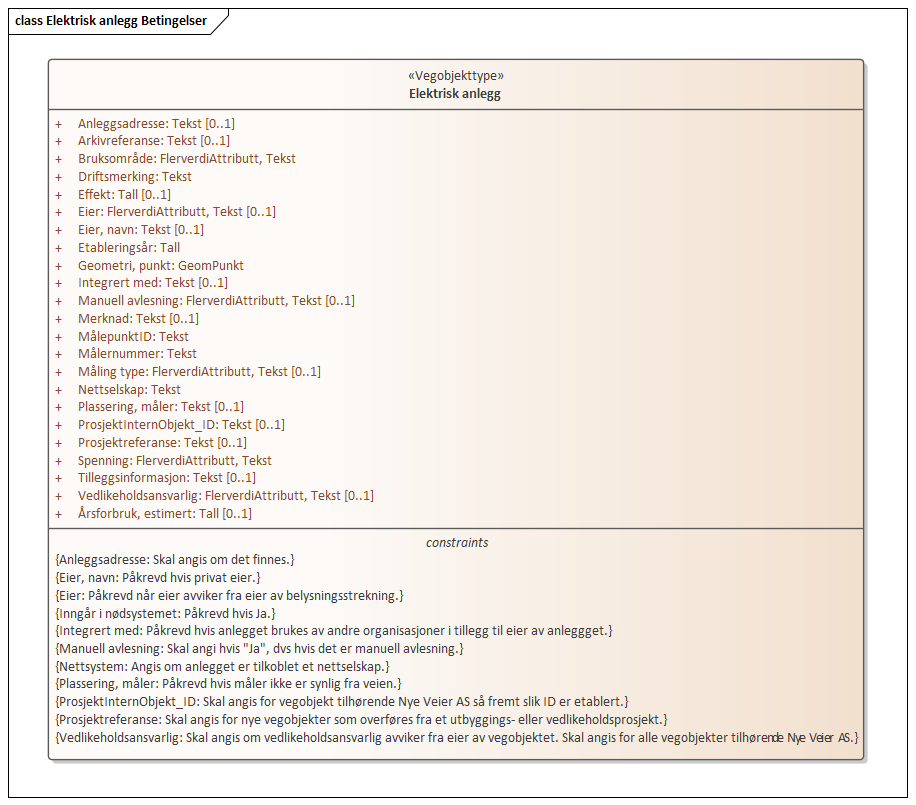 class Elektrisk anlegg Betingelser
«Vegobjekttype»
Elektrisk anlegg
+ Anleggsadresse: Tekst [0..1]
+ Arkivreferanse: Tekst [0..1]
+ Bruksområde: FlerverdiAttributt, Tekst
+ Driftsmerking: Tekst
+ Effekt: Tall [0..1]
+ Eier: FlerverdiAttributt, Tekst [0..1]
+ Eier, navn: Tekst [0..1]
+ Etableringsår: Tall
+ Geometri, punkt: GeomPunkt
+ Integrert med: Tekst [0..1]
+ Manuell avlesning: FlerverdiAttributt, Tekst [0..1]
+ Merknad: Tekst [0..1]
+ MålepunktID: Tekst
+ Målernummer: Tekst
+ Måling type: FlerverdiAttributt, Tekst [0..1]
+ Nettselskap: Tekst
+ Plassering, måler: Tekst [0..1]
+ ProsjektInternObjekt_ID: Tekst [0..1]
+ Prosjektreferanse: Tekst [0..1]
+ Spenning: FlerverdiAttributt, Tekst
+ Tilleggsinformasjon: Tekst [0..1]
+ Vedlikeholdsansvarlig: FlerverdiAttributt, Tekst [0..1]
+ Årsforbruk, estimert: Tall [0..1]
constraints
{Anleggsadresse: Skal angis om det finnes.}
{Eier, navn: Påkrevd hvis privat eier.}
{Eier: Påkrevd når eier avviker fra eier av belysningsstrekning.}
{Inngår i nødsystemet: Påkrevd hvis Ja.}
{Integrert med: Påkrevd hvis anlegget brukes av andre organisasjoner i tillegg til eier av anleggget.}
{Manuell avlesning: Skal angi hvis "Ja", dvs hvis det er manuell avlesning.}
{Nettsystem: Angis om anlegget er tilkoblet et nettselskap.}
{Plassering, måler: Påkrevd hvis måler ikke er synlig fra veien.}
{ProsjektInternObjekt_ID: Skal angis for vegobjekt tilhørende Nye Veier AS så fremt slik ID er etablert.}
{Prosjektreferanse: Skal angis for nye vegobjekter som overføres fra et utbyggings- eller vedlikeholdsprosjekt.}
{Vedlikeholdsansvarlig: Skal angis om vedlikeholdsansvarlig avviker fra eier av vegobjektet. Skal angis for alle vegobjekter tilhørende Nye Veier AS.}